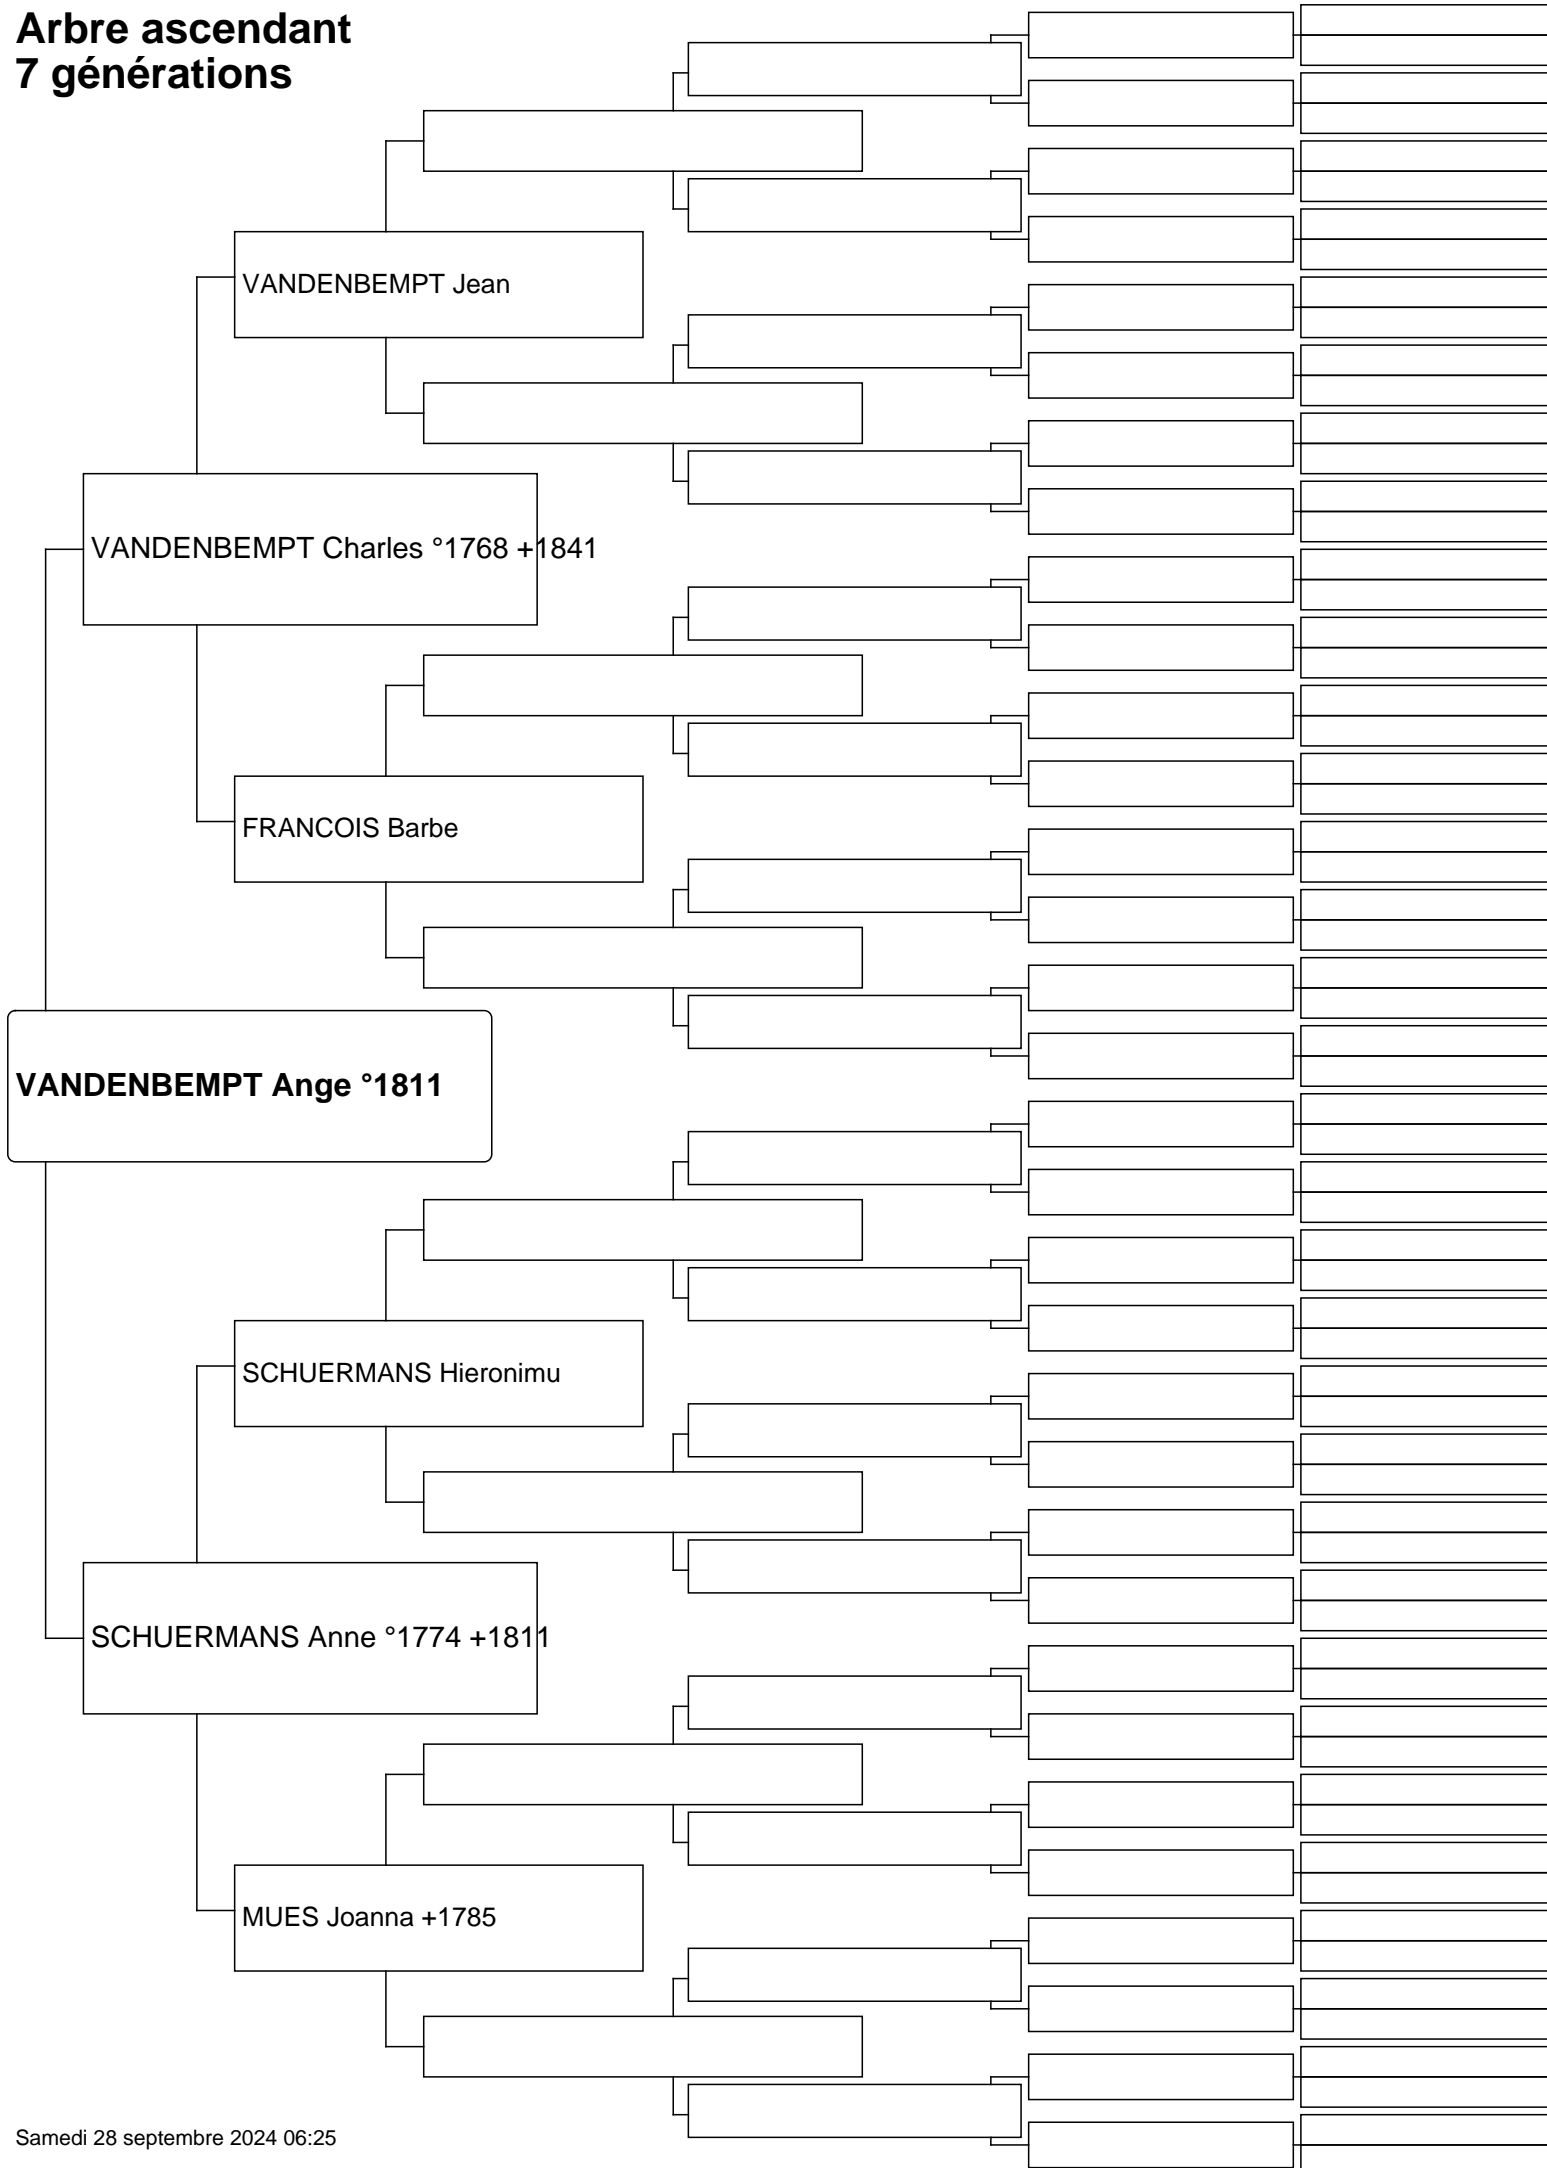 Arbre ascendant
7 générations
VANDENBEMPT Jean
VANDENBEMPT Charles °1768 +1841
FRANCOIS Barbe
VANDENBEMPT Ange °1811
SCHUERMANS Hieronimu
SCHUERMANS Anne °1774 +1811
MUES Joanna +1785
Samedi 28 septembre 2024 06:25